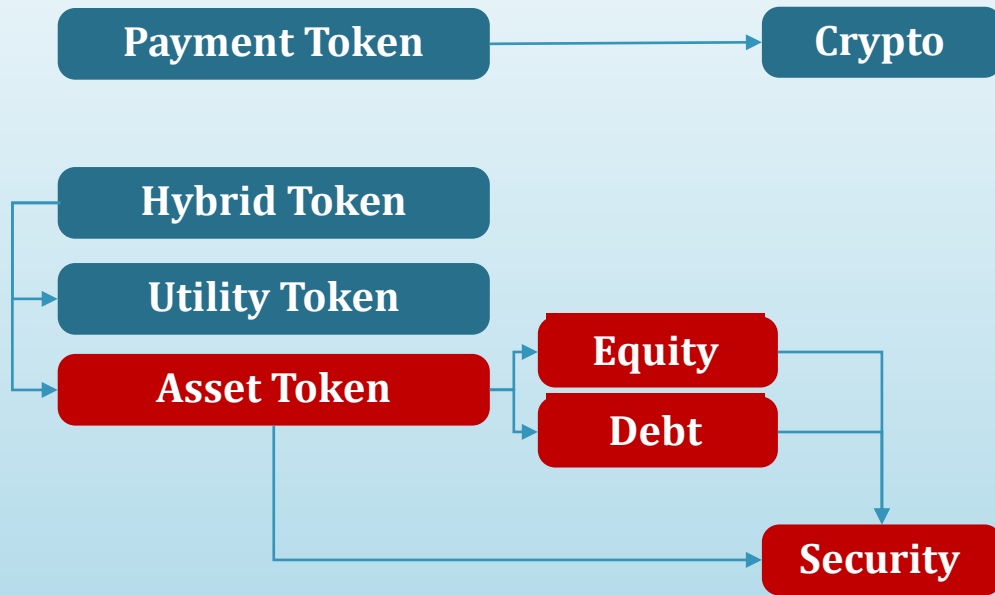 Payment Token
Crypto
Hybrid Token
Utility Token
Asset Token
Equity
Debt
Security